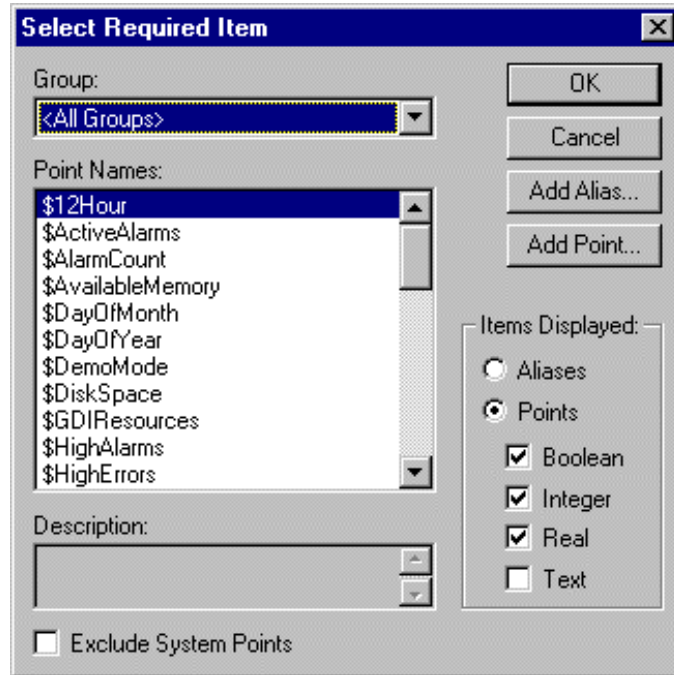 Select Required Item
Group:
<All Groups>
Point Names:
$12Hour
$ActiveAlarms
$AlarmCount
$AvailableMemory
$DayOfMonth
$DayOfYear
$DemoMode
$DiskSpace
$GDIResources
$HighAlarms
$HighErrors
Description:
Exclude System Points
OK
Cancel
Add Alias...
Add Point...
Items Displayed:
Aliases
Points
Boolean
Integer
Real
Text